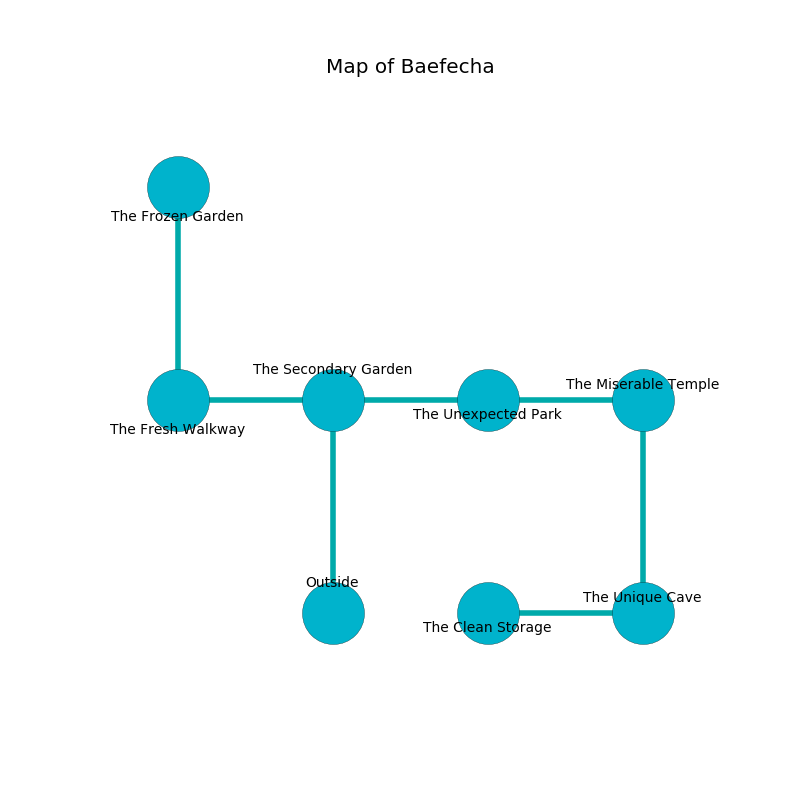 Map of Baefecha
The Frozen Garden
The Secondary Garden
The Miserable Temple
The Unexpected Park
The Fresh Walkway
Outside
The Unique Cave
The Clean Storage